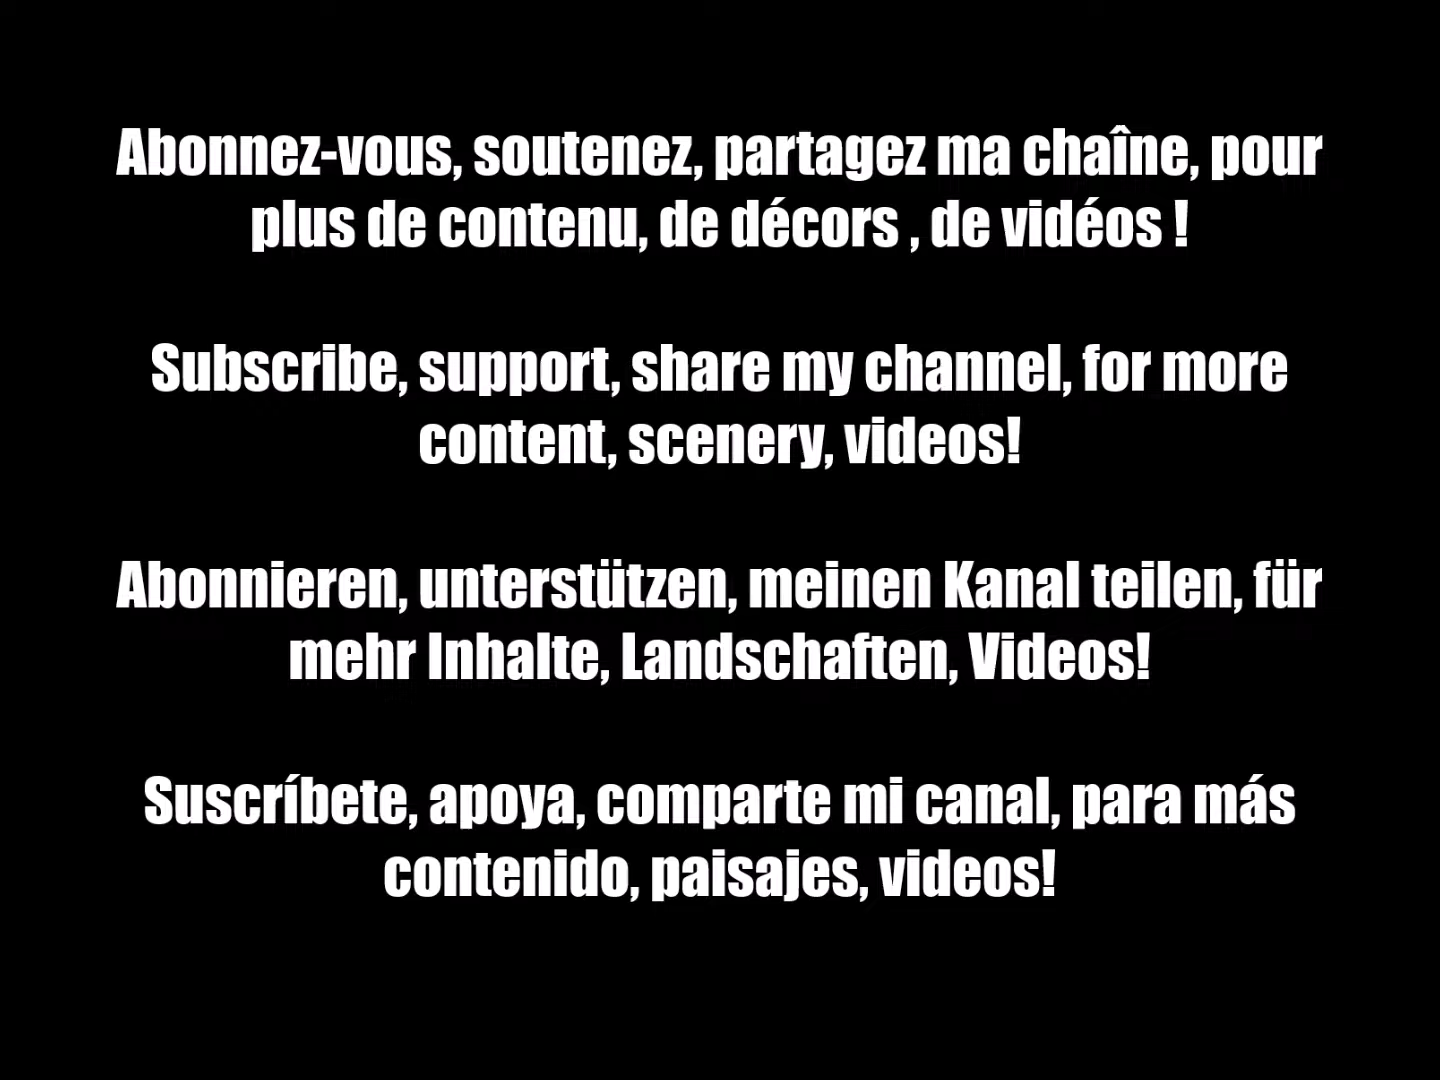 Abonnez-vous, soutenez, partagez ma chaîne, pour
plus de contenu, de décors , de vidéos !
Subscribe, support, share my channel, for more
content, scenery, videos!
Abonnieren, unterstützen, meinen Kanal teilen, für
mehr Inhalte, Landschaften, Videos!
Suscríbete, apoya, comparte mi canal, para más
contenido, paisajes, videos!